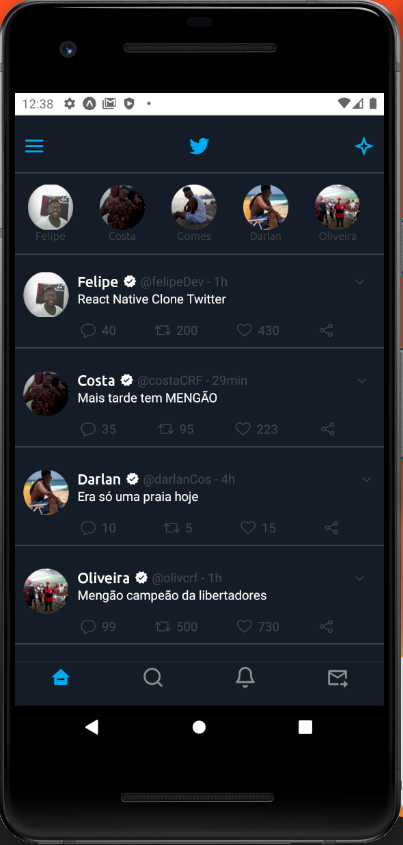 12:38
Felipe Costa Gomes Darlan Oliveira
Felipe @felipeDev - 1h
React Native Clone Twitter
40 200 430
Costa @costaCRF - 29min
Mais tarde tem MENGÃO
35 95 223
Darlan @darlanCos - 4h
Era só uma praia hoje
10 5 15
Oliveira @olivcrf - 1h
Mengão campeão da libertadores
99 500 730